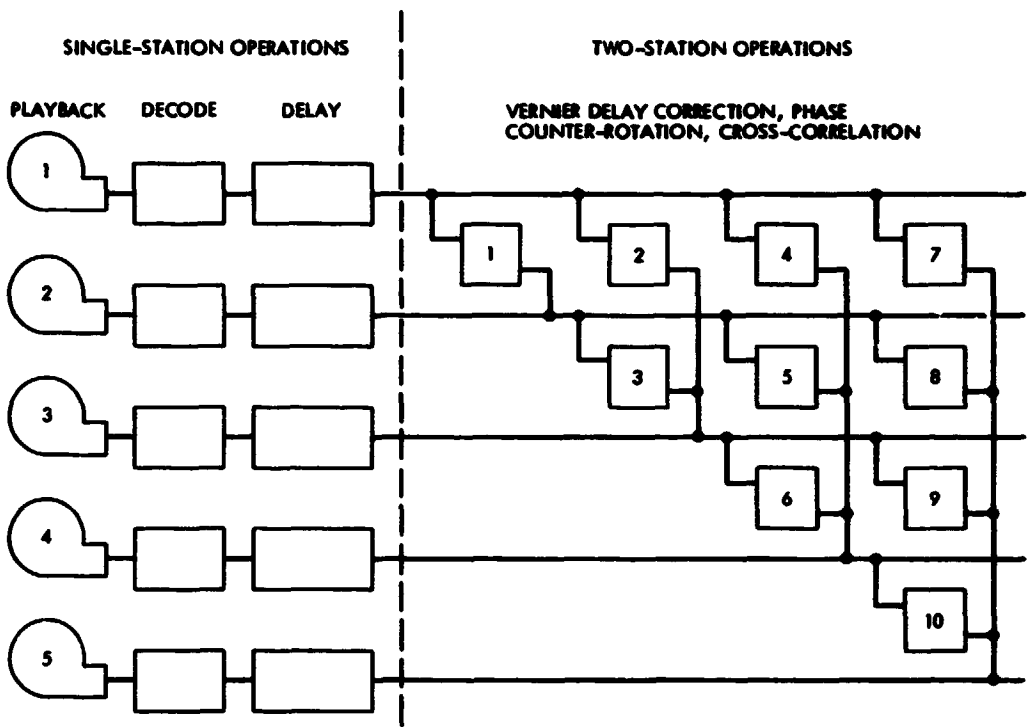 SINGLE-STATION OPERATIONS
TWO-STATION OPERATIONS
PLAYBACK DECODE DELAY
VERNIER DELAY CORRECTION, PHASE
COUNTER-ROTATION, CROSS-CORRELATION
1
1 2 4 7
2
3 5 8
3
6 9
4
10
5